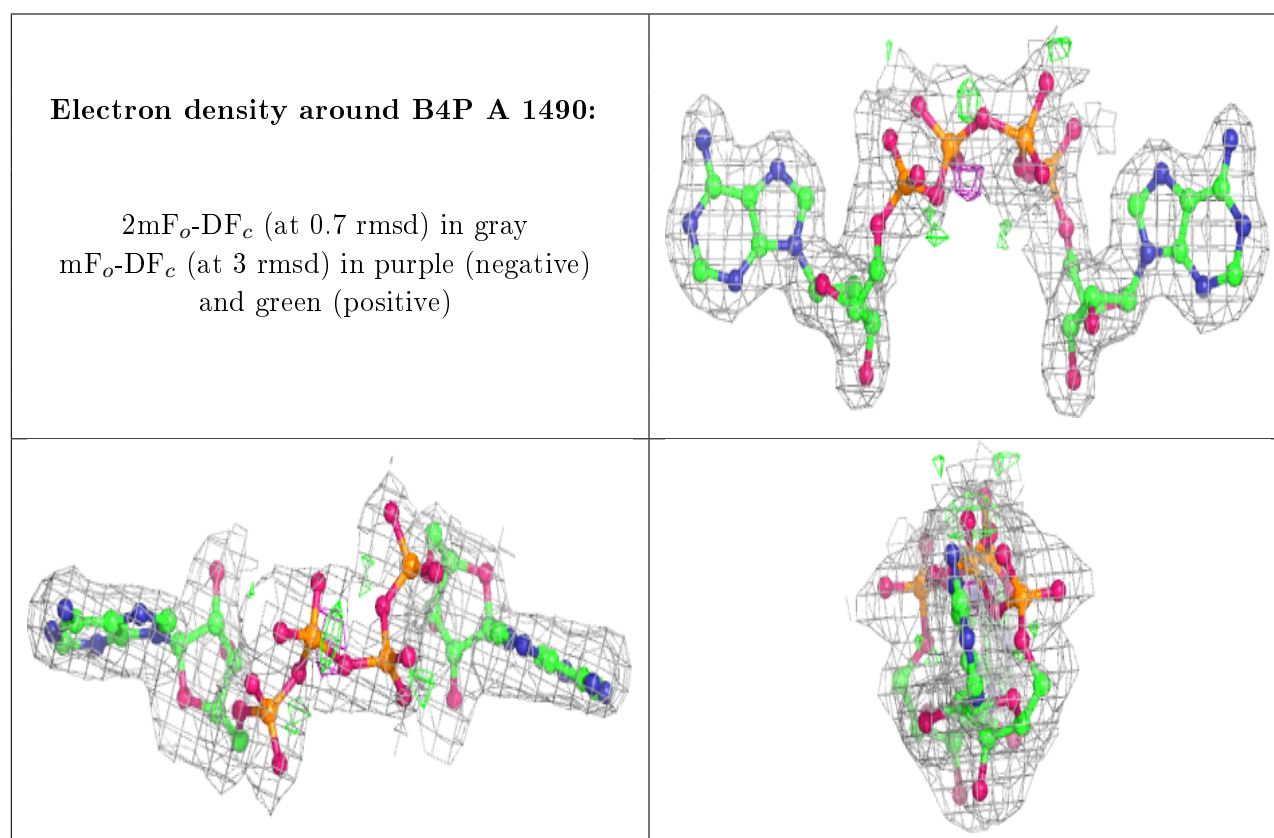 Electron density around B4P A 1490:
2mFo-DFc (at 0.7 rmsd) in gray
mFo-DFc (at 3 rmsd) in purple (negative)
and green (positive)